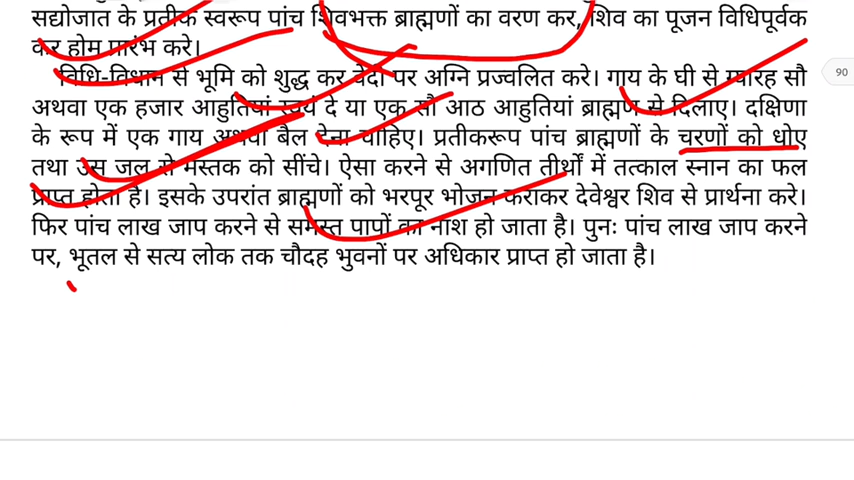 सद्योजात के प्रतीक स्वरूप पांच शिवभक्त ब्राह्मणों का वरण कर, शिव का पूजन विधिपूर्वक
कर होम प्रारंभ करे।
विधि-विधान से भूमि को शुद्ध कर वेदी पर अग्नि प्रज्वलित करे। गाय के घी से ग्यारह सौ
अथवा एक हजार आहुतियां स्वयं दे या एक सौ आठ आहुतियां ब्राह्मण से दिलाए। दक्षिणा
के रूप में एक गाय अथवा बैल देना चाहिए। प्रतीकरूप पांच ब्राह्मणों के चरणों को धोए
तथा उस जल से मस्तक को सींचे। ऐसा करने से अगणित तीर्थों में तत्काल स्नान का फल
प्राप्त होता है। इसके उपरांत ब्राह्मणों को भरपूर भोजन कराकर देवेश्वर शिव से प्रार्थना करे।
फिर पांच लाख जाप करने से समस्त पापों का नाश हो जाता है। पुनः पांच लाख जाप करने
पर, भूतल से सत्य लोक तक चौदह भुवनों पर अधिकार प्राप्त हो जाता है।
90